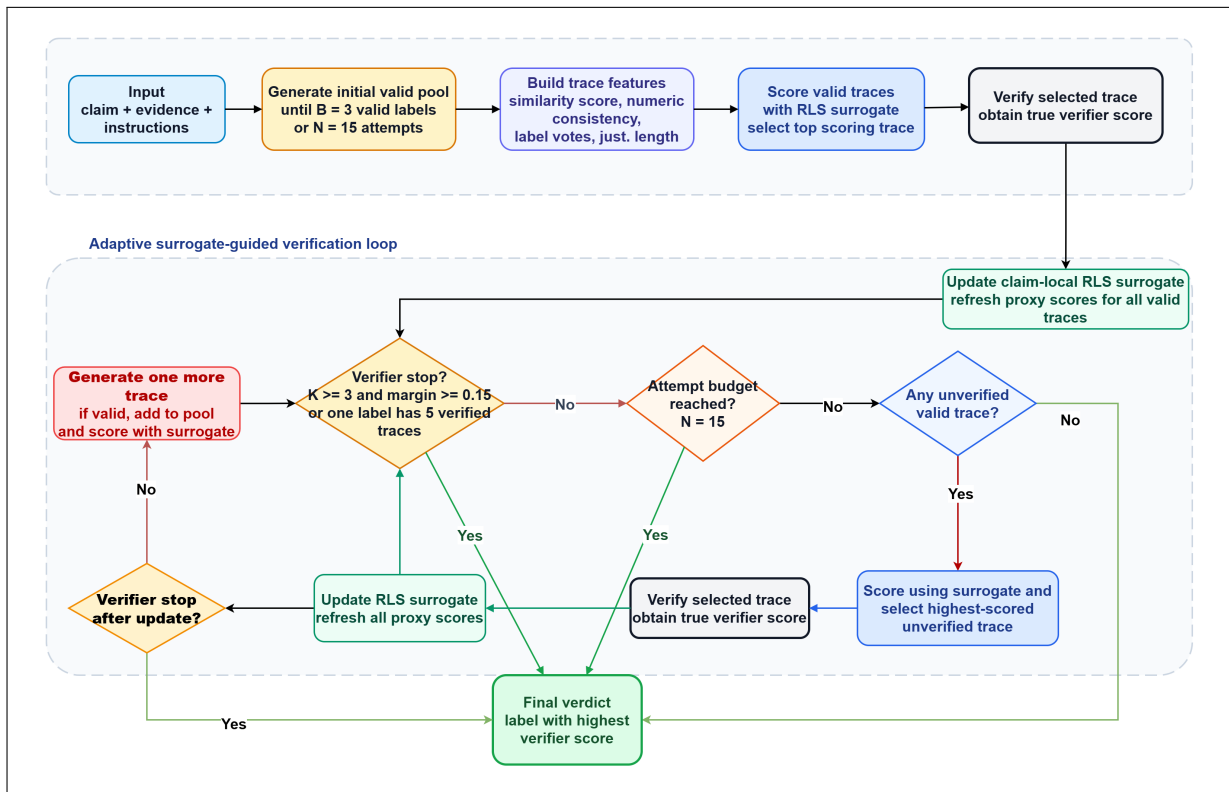 Input
claim + evidence +
instructions
Generate initial valid pool
until B = 3 valid labels
or N = 15 attempts
Build trace features
similarity score, numeric
consistency,
label votes, just. length
Score valid traces
with RLS surrogate
select top scoring trace
Verify selected trace
obtain true verifier score
Adaptive surrogate-guided verification loop
Update claim-local RLS surrogate
refresh proxy scores for all valid
traces
Generate one more
trace
if valid, add to pool
and score with surrogate
Verifier stop?
K >= 3 and margin >= 0.15
or one label has 5 verified
traces
No
Attempt budget
reached?
N = 15
No
Any unverified
valid trace?
No
No
Yes
Yes
Yes
Verifier stop
after update?
Update RLS surrogate
refresh all proxy scores
Verify selected trace
obtain true verifier score
Score using surrogate and
select highest-scored
unverified trace
Yes
Final verdict
label with highest
verifier score